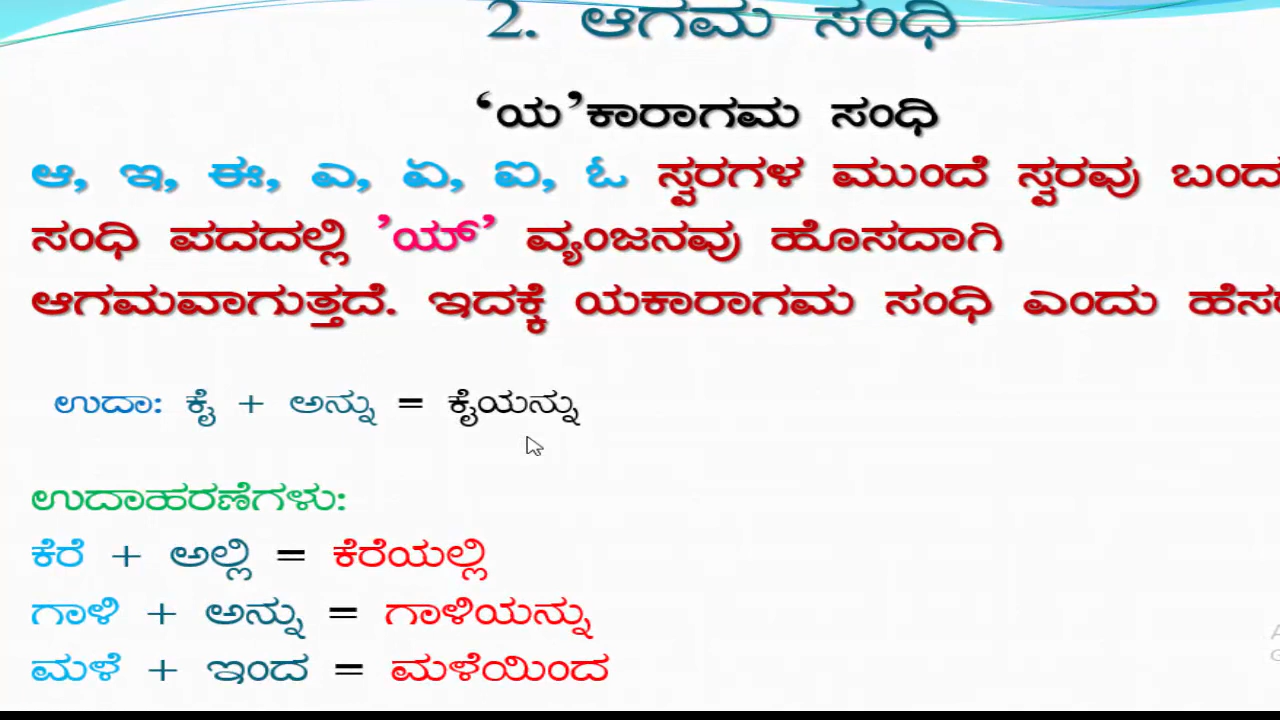 2. ಆಗಮ ಸಂಧಿ
‘ಯ’ಕಾರಾಗಮ ಸಂಧಿ
ಆ, ಇ, ಈ, ಎ, ಏ, ಐ, ಓ ಸ್ವರಗಳ ಮುಂದೆ ಸ್ವರವು
ಸಂಧಿ ಪದದಲ್ಲಿ ’ಯ್’ ವ್ಯಂಜನವು ಹೊಸದಾಗಿ
ಆಗಮವಾಗುತ್ತದೆ. ಇದಕ್ಕೆ ಯಕಾರಾಗಮ ಸಂಧಿ ಎಂದು
ಉದಾ: ಕೈ + ಅನ್ನು = ಕೈಯನ್ನು
ಉದಾಹರಣೆಗಳು:
ಕೆರೆ + ಅಲ್ಲಿ = ಕೆರೆಯಲ್ಲಿ
ಗಾಳಿ + ಅನ್ನು = ಗಾಳಿಯನ್ನು
ಮಳೆ + ಇಂದ = ಮಳೆಯಿಂದ